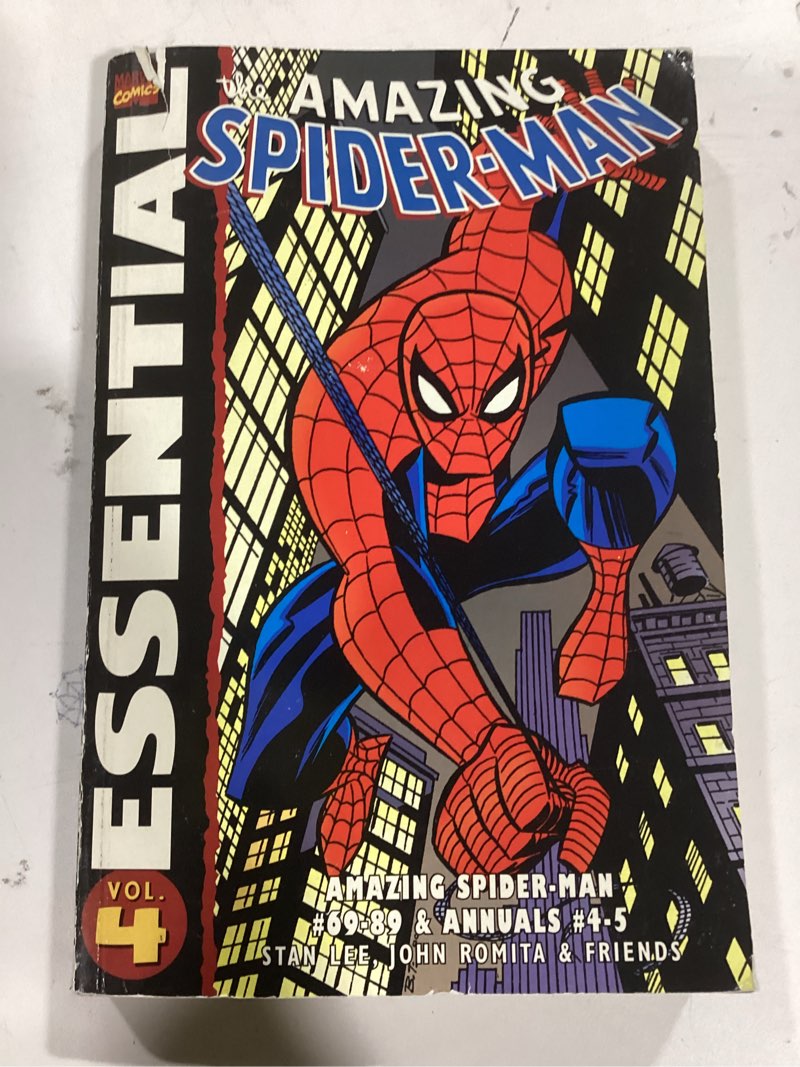 MARVEL
COMICS
ESSENTIAL
VOL.
4
the AMAZING
SPIDER-MAN
AMAZING SPIDER-MAN
#69-89 & ANNUALS #4-5
STAN LEE, JOHN ROMITA & FRIENDS